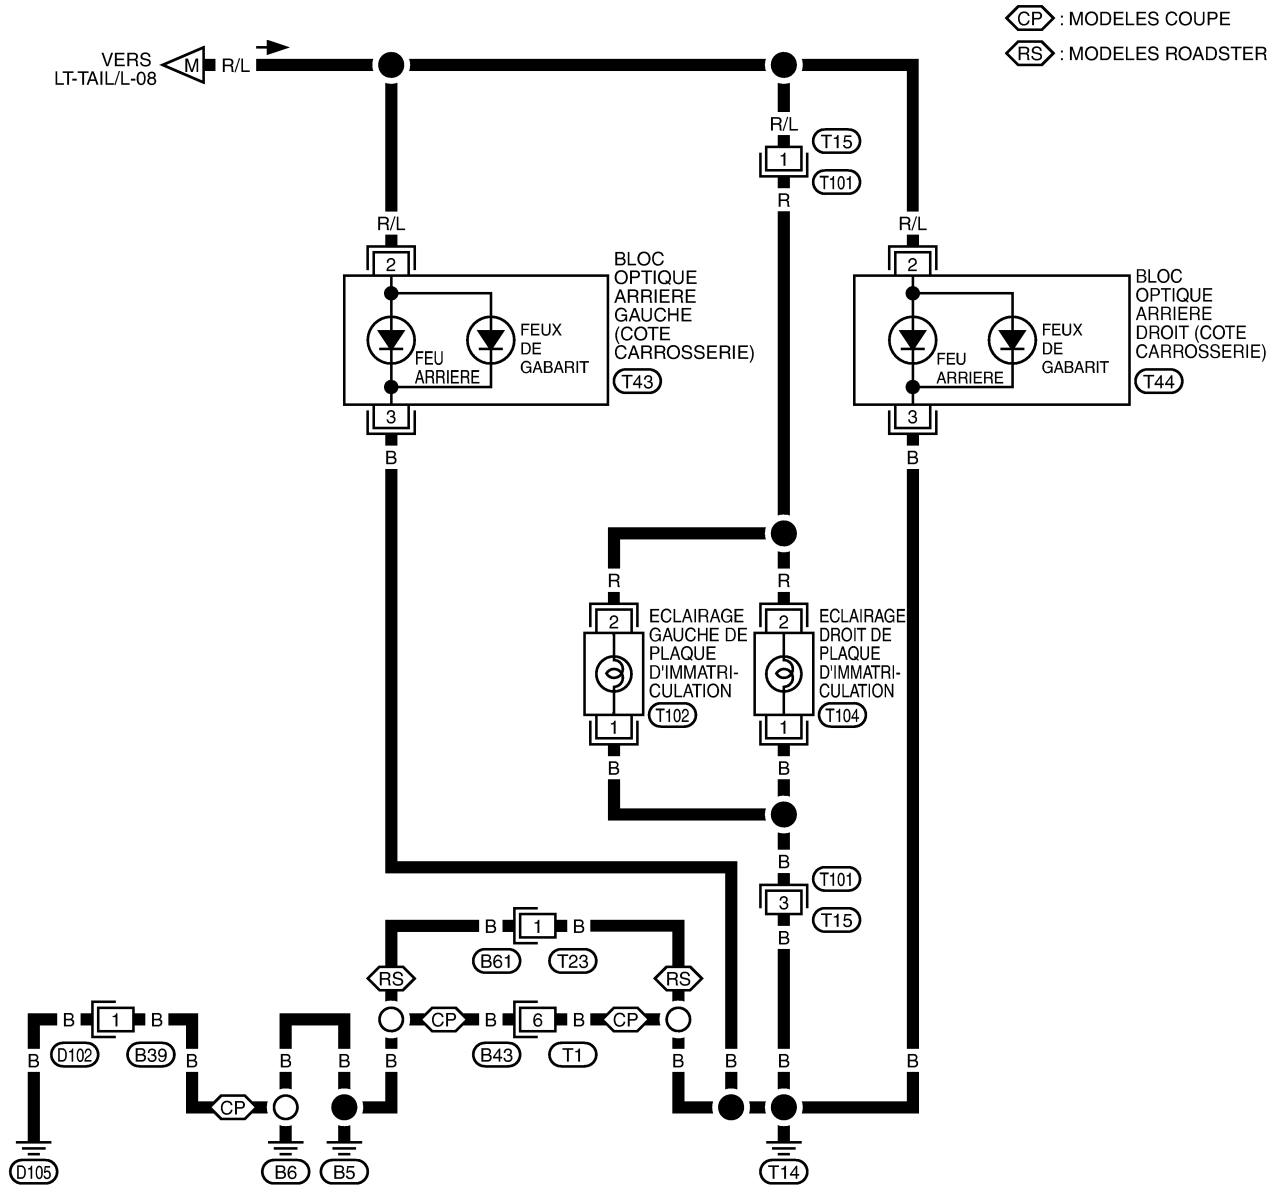 CP : MODELES COUPE
RS : MODELES ROADSTER
VERS
LT-TAIL/L-08
M
R/L
R/L
1
T15
T101
R
R/L
R/L
2
2
BLOC
OPTIQUE
ARRIERE
GAUCHE
(COTE
CARROSSERIE)
T43
BLOC
OPTIQUE
ARRIERE
DROIT (COTE
CARROSSERIE)
T44
FEU
ARRIERE
FEUX
DE
GABARIT
FEU
ARRIERE
FEUX
DE
GABARIT
3
3
B
B
R
R
2
ECLAIRAGE
GAUCHE DE
PLAQUE
D'IMMATRI-
CULATION
T102
2
ECLAIRAGE
DROIT DE
PLAQUE
D'IMMATRI-
CULATION
T104
1
1
B
B
B
T101
3
T15
B
B
1
B
B61
T23
RS
RS
B
1
B
D102
B39
CP
B
6
B
CP
B43
T1
B
B
B
B
B
B
B
B
B
CP
D105
B6
B5
T14